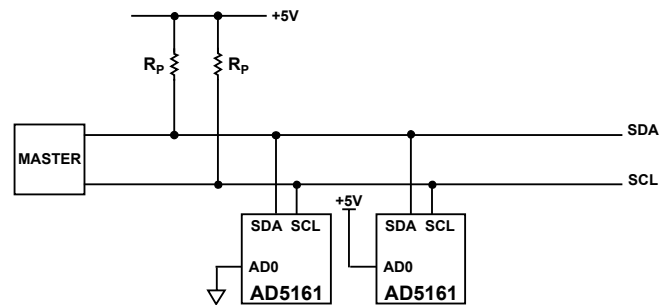 +5V
RP RP
SDA
MASTER
SCL
+5V
SDA SCL SDA SCL
AD0 AD0
AD5161 AD5161